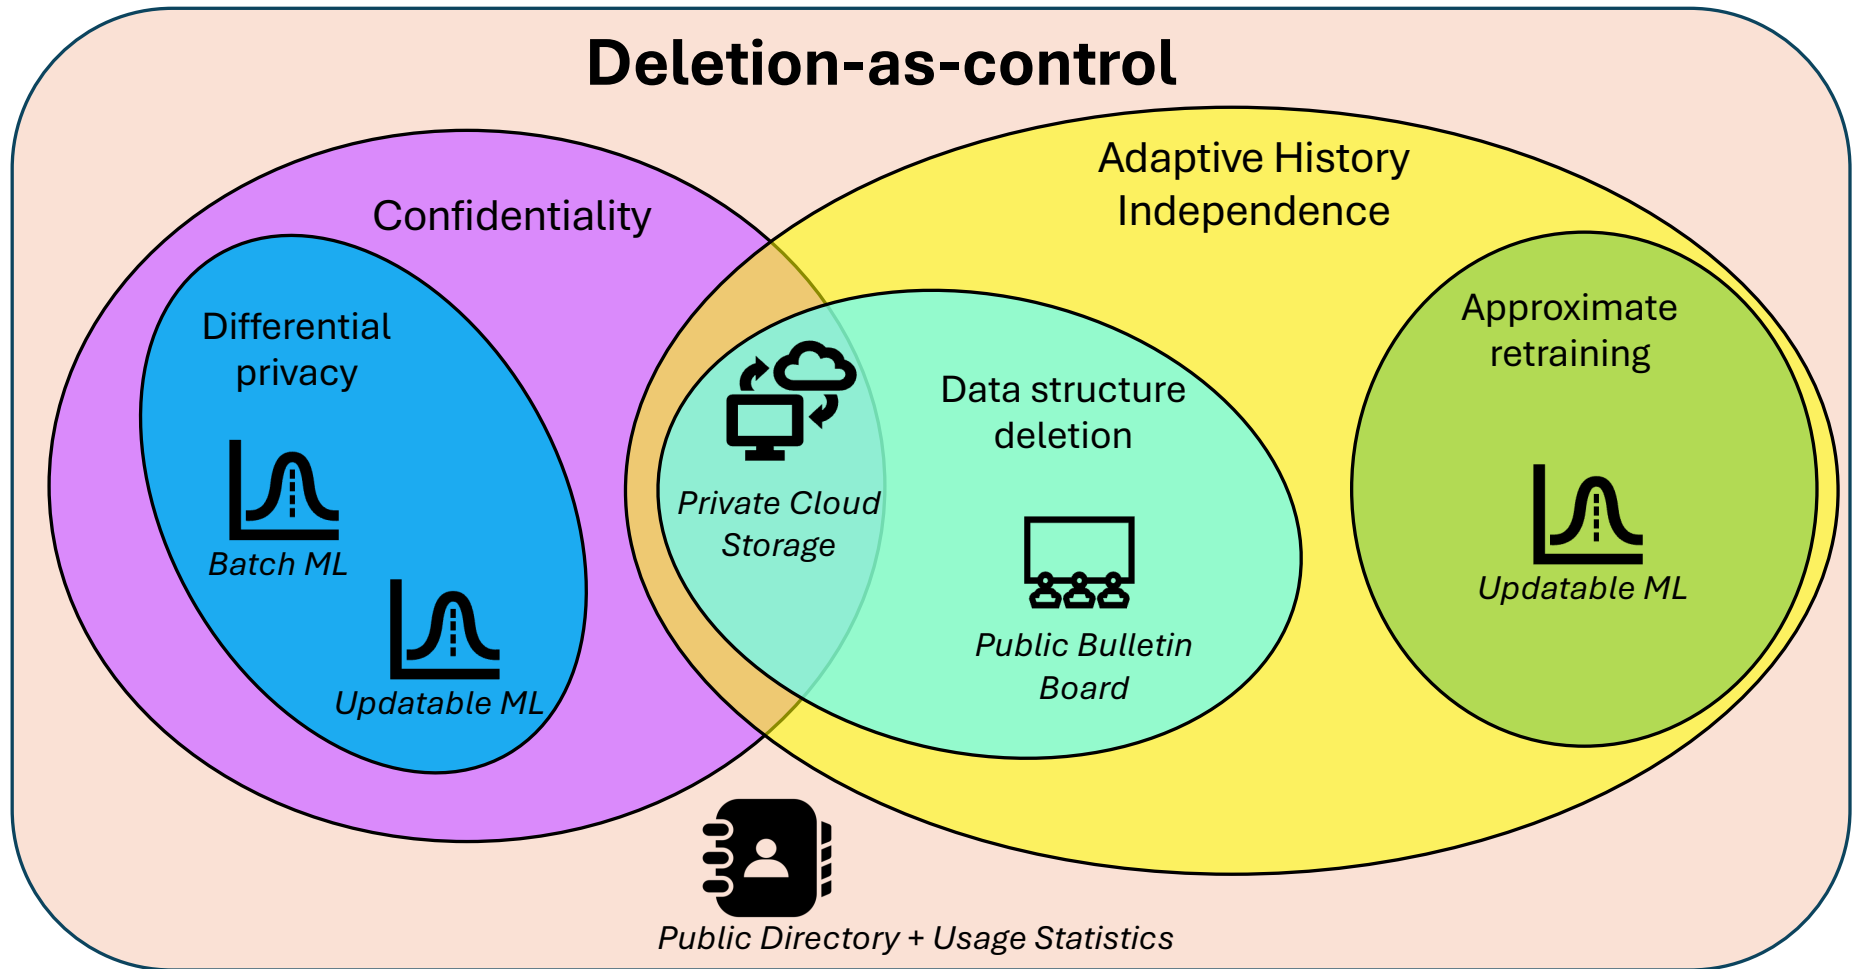 Deletion-as-control
Confidentiality
Adaptive History
Independence
Differential
privacy
Batch ML
Updatable ML
Private Cloud
Storage
Data structure
deletion
Public Bulletin
Board
Approximate
retraining
Updatable ML
Public Directory + Usage Statistics